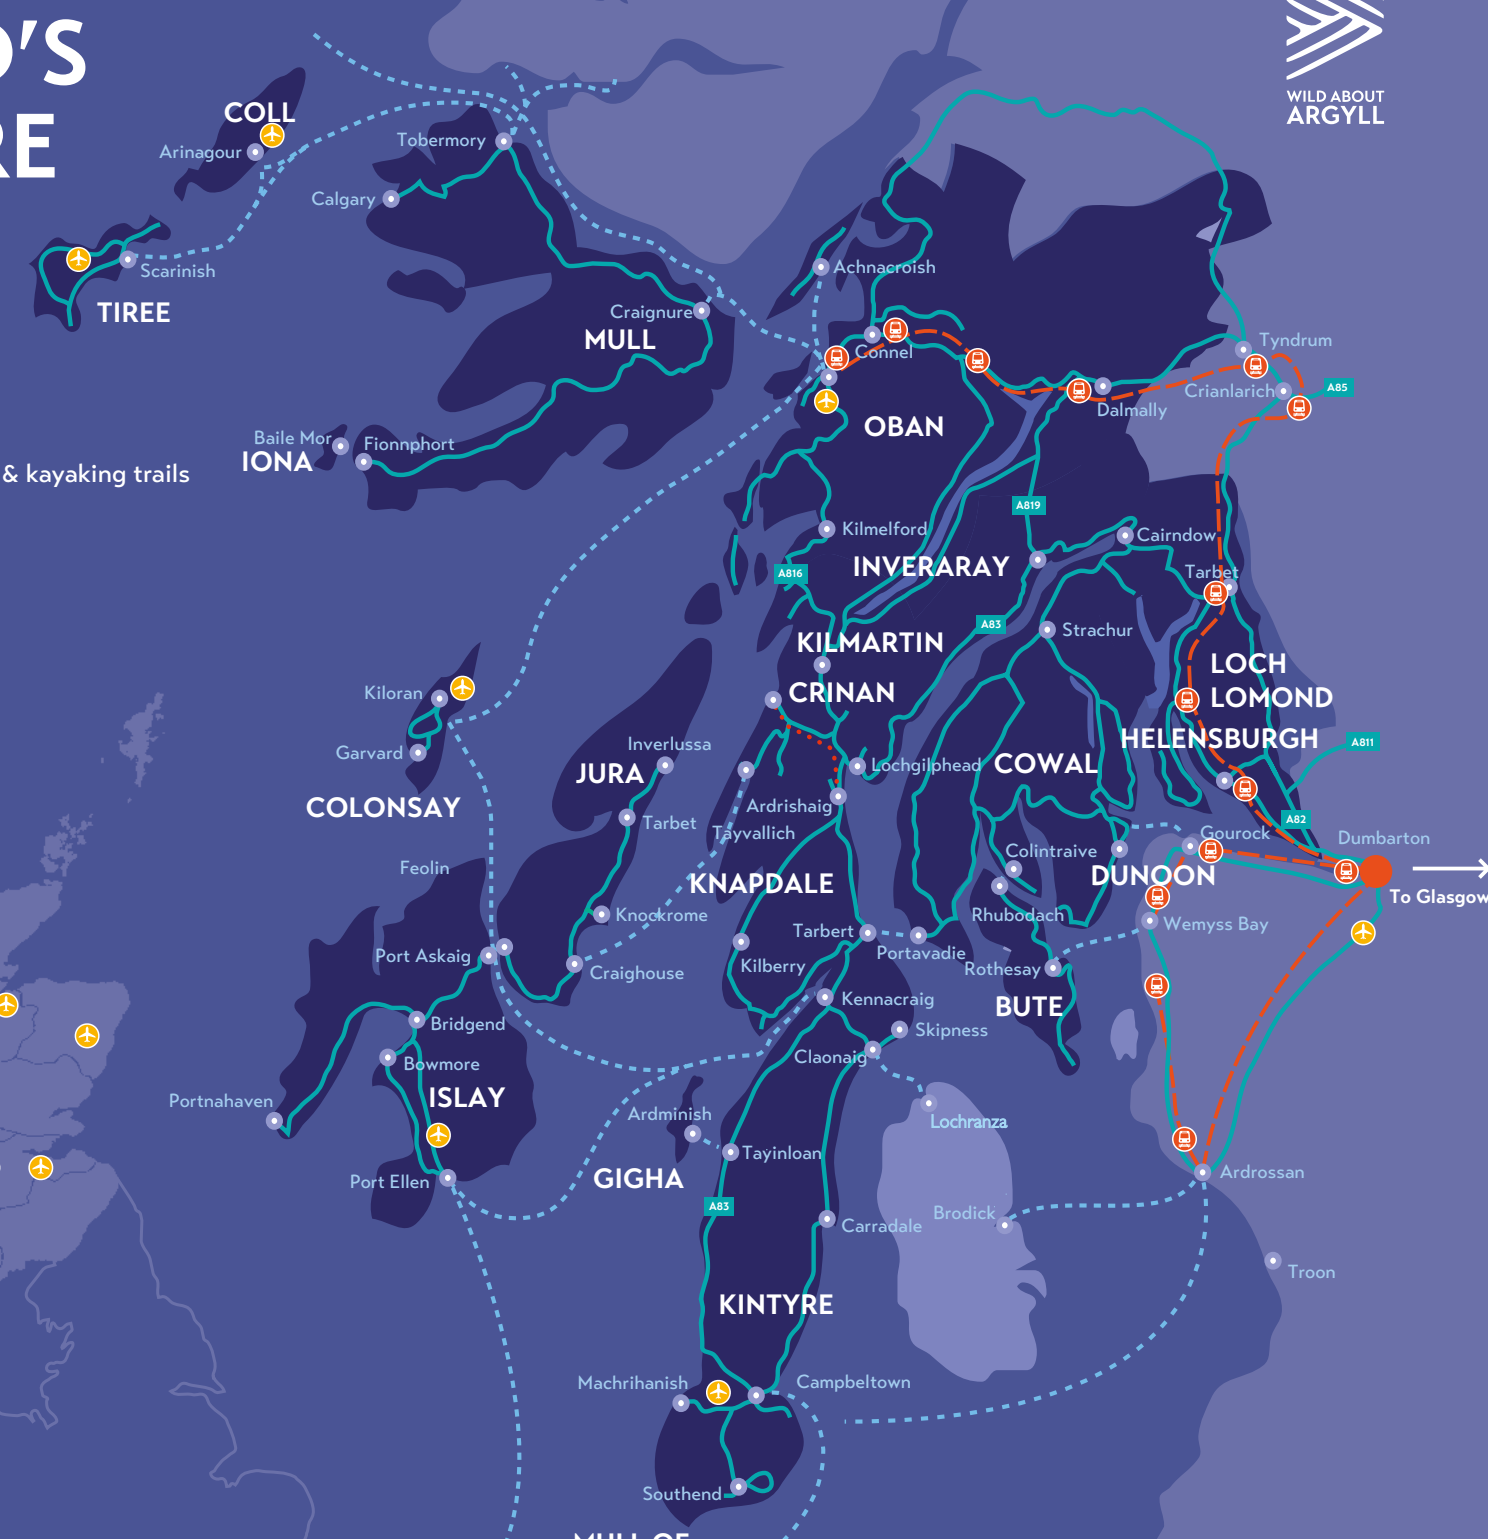 'S
RE
WILD ABOUT
ARGYLL
COLL
Arinagour
Tobermory
Calgary
Scarinish
TIREE
Achnacroish
Craignure
MULL
Connel
Tyndrum
Crianlarich
A85
Dalmally
OBAN
Baile Mor
Fionnphort
IONA
& kayaking trails
A819
Kilmelford
Cairndow
INVERARAY
A816
Tarbet
A83
Strachur
KILMARTIN
LOCH
LOMOND
CRINAN
Kiloran
Garvard
HELENSBURGH
A811
Inverlussa
JURA
COWAL
Lochgilphead
COLONSAY
Ardrishaig
Tarbet
Tayvallich
A82
Gourock
Dumbarton
Colintraive
Feolin
DUNOON
KNAPDALE
To Glasgow
Knockrome
Rhubodach
Wemyss Bay
Tarbert
Portavadie
Port Askaig
Kilberry
Rothesay
Craighouse
Kennacraig
BUTE
Bridgend
Skipness
Claonaig
Bowmore
ISLAY
Portnahaven
Ardminish
Lochranza
Tayinloan
GIGHA
Port Ellen
Ardrossan
A83
Brodick
Carradale
Troon
KINTYRE
Machrihanish
Campbeltown
Southend
MULL OF